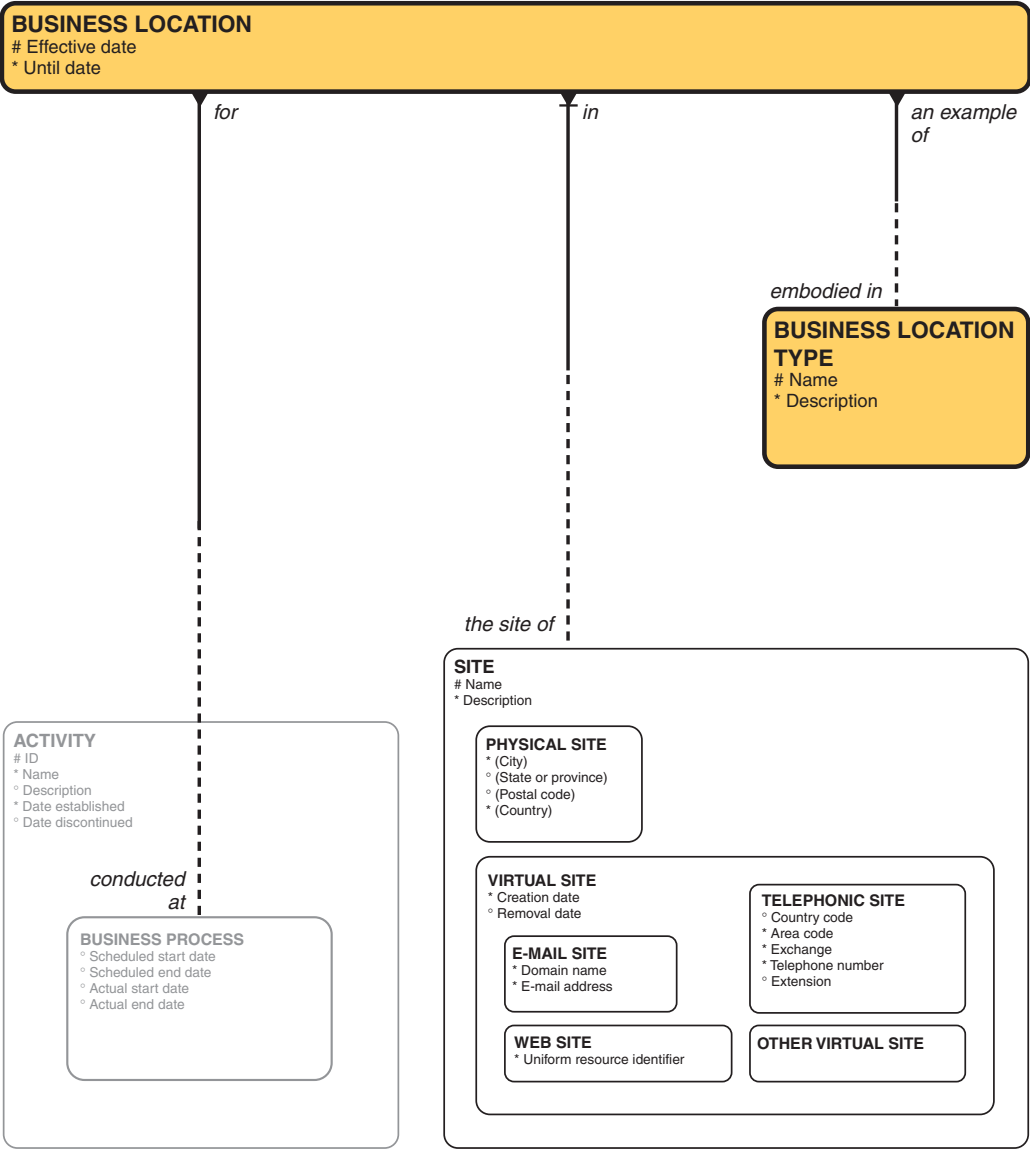 BUSINESS LOCATION
# Effective date
* Until date
for
in
an example
of
embodied in
BUSINESS LOCATION
TYPE
# Name
* Description
the site of
SITE
# Name
* Description
PHYSICAL SITE
* (City)
° (State or province)
° (Postal code)
* (Country)
ACTIVITY
# ID
* Name
° Description
* Date established
° Date discontinued
conducted
at
BUSINESS PROCESS
° Scheduled start date
° Scheduled end date
° Actual start date
° Actual end date
VIRTUAL SITE
* Creation date
° Removal date
TELEPHONIC SITE
° Country code
* Area code
* Exchange
* Telephone number
° Extension
E-MAIL SITE
* Domain name
* E-mail address
WEB SITE
* Uniform resource identifier
OTHER VIRTUAL SITE